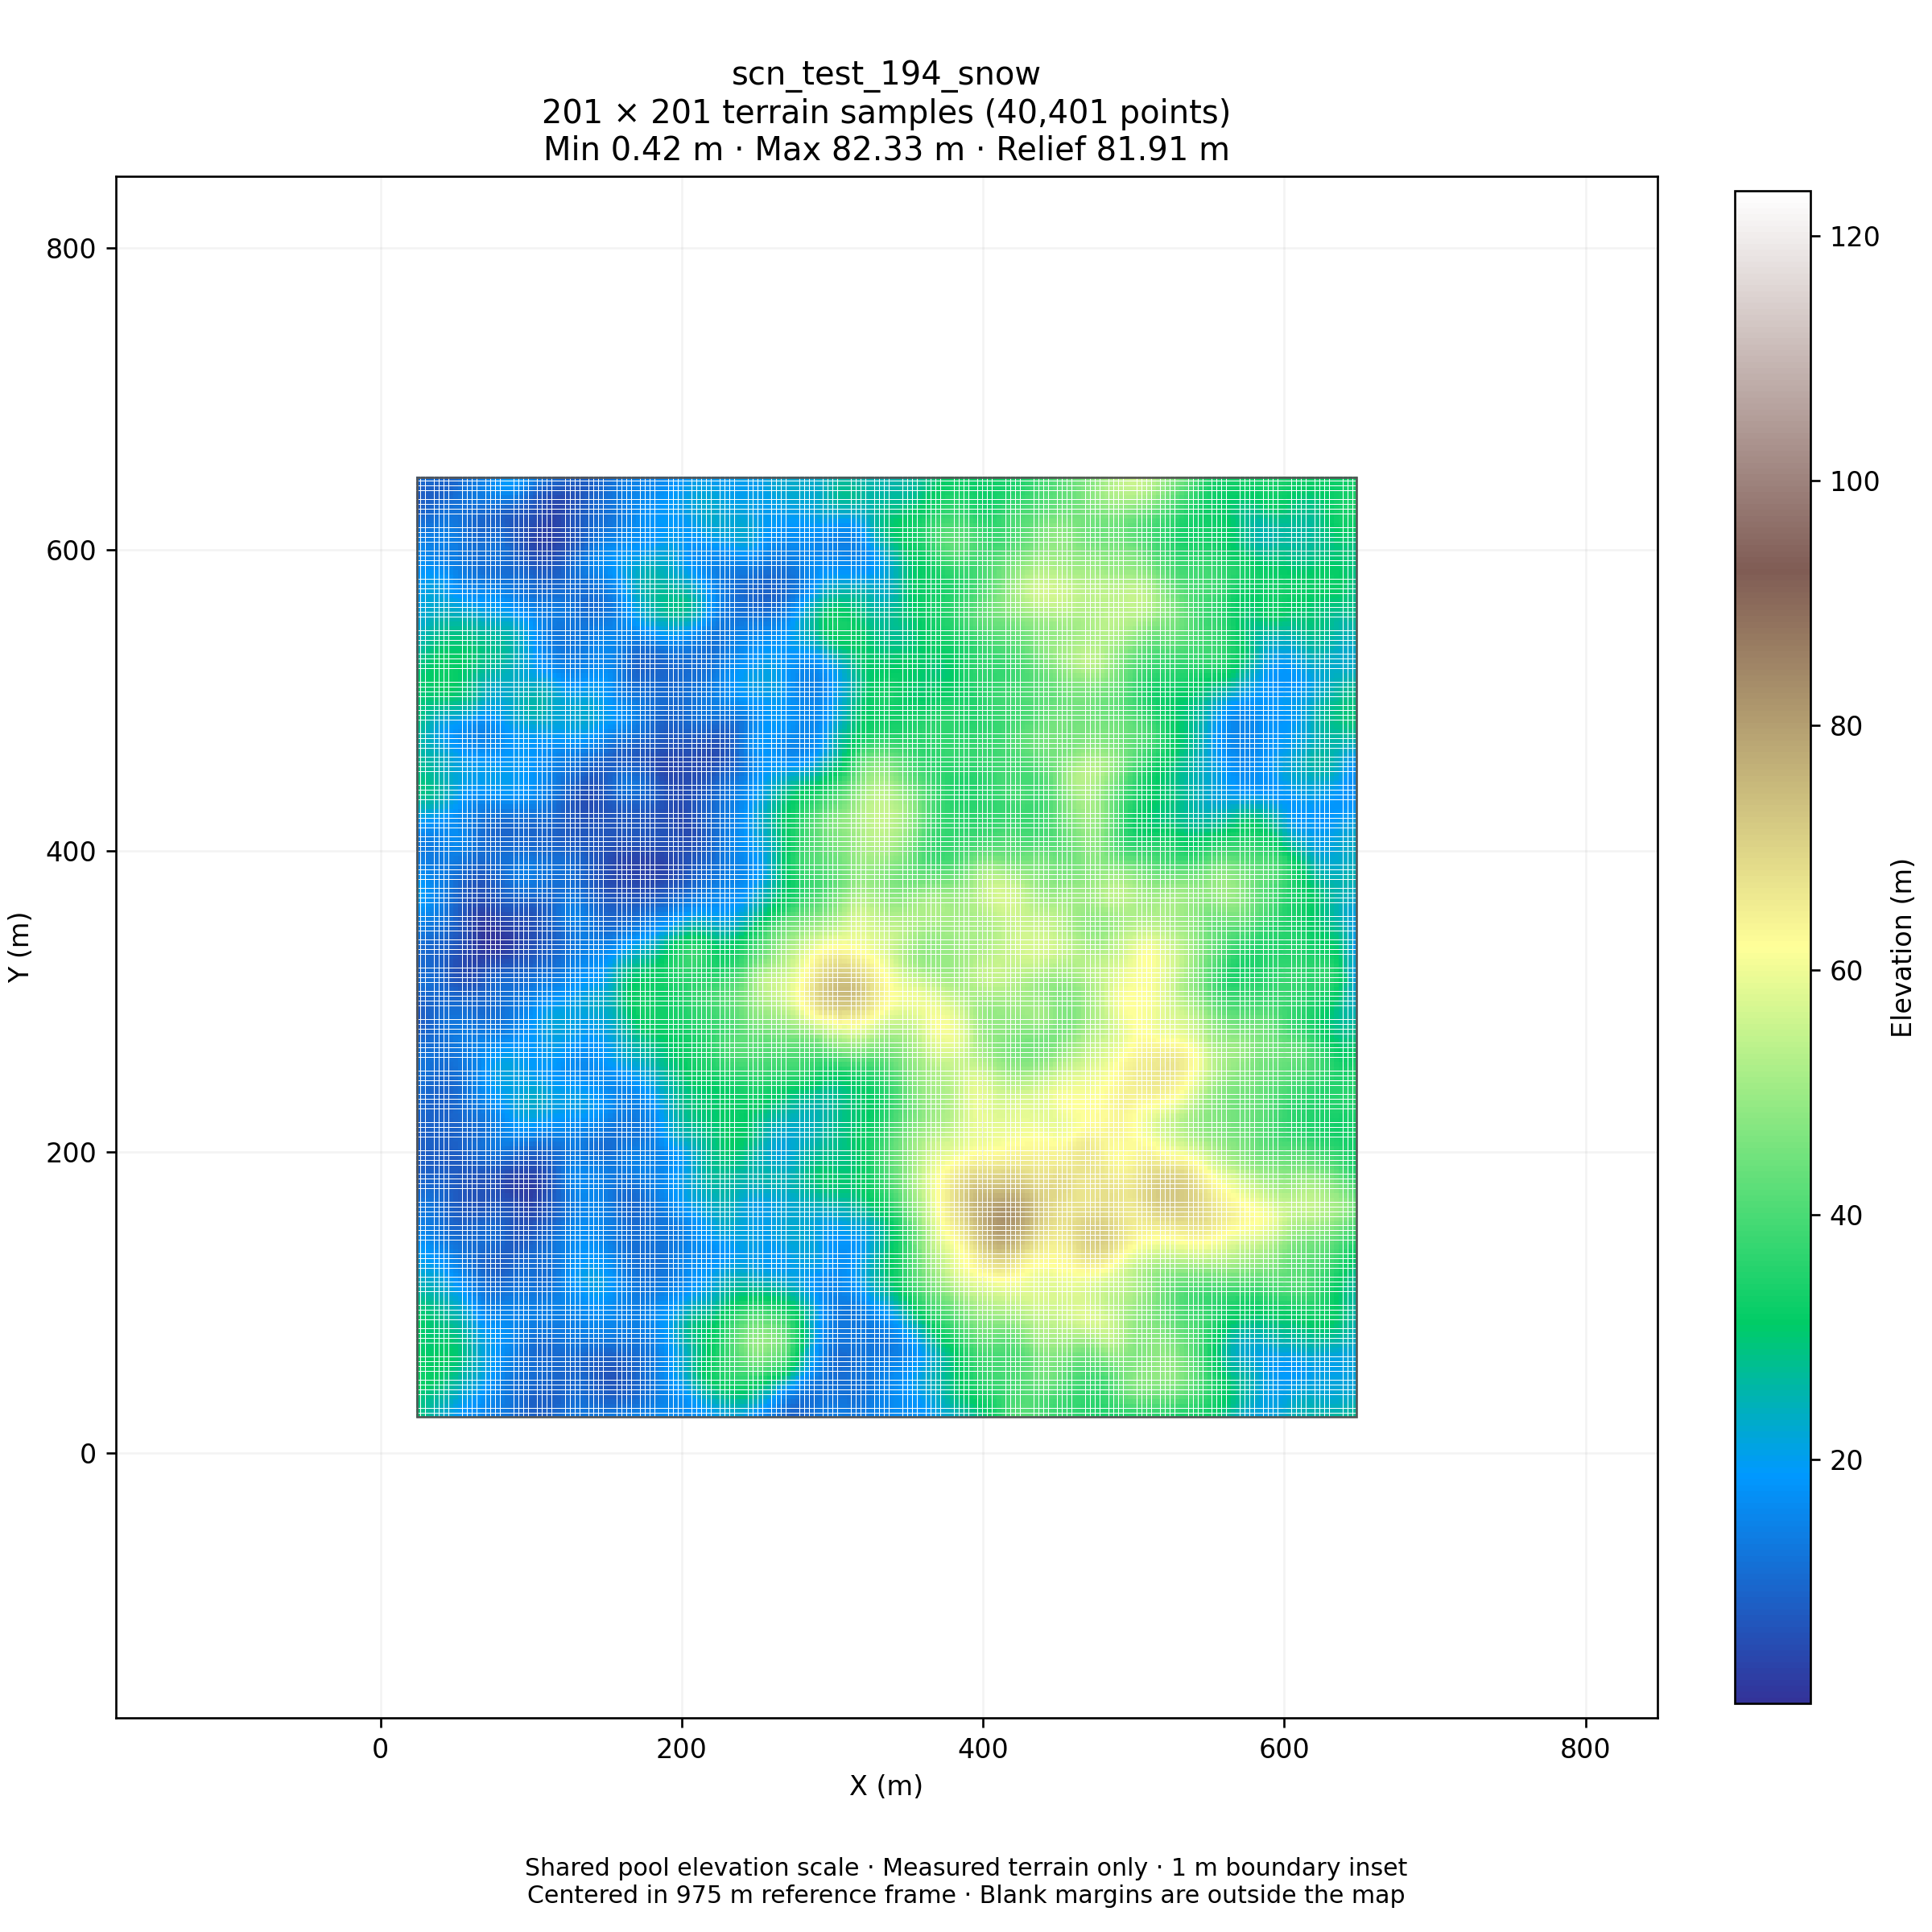 scn_test_194_snow
201 × 201 terrain samples (40,401 points)
Min 0.42 m · Max 82.33 m · Relief 81.91 m
800
600
400
200
0
Y (m)
0
200
400
600
800
X (m)
120
100
80
60
40
20
Elevation (m)
Shared pool elevation scale · Measured terrain only · 1 m boundary inset
Centered in 975 m reference frame · Blank margins are outside the map